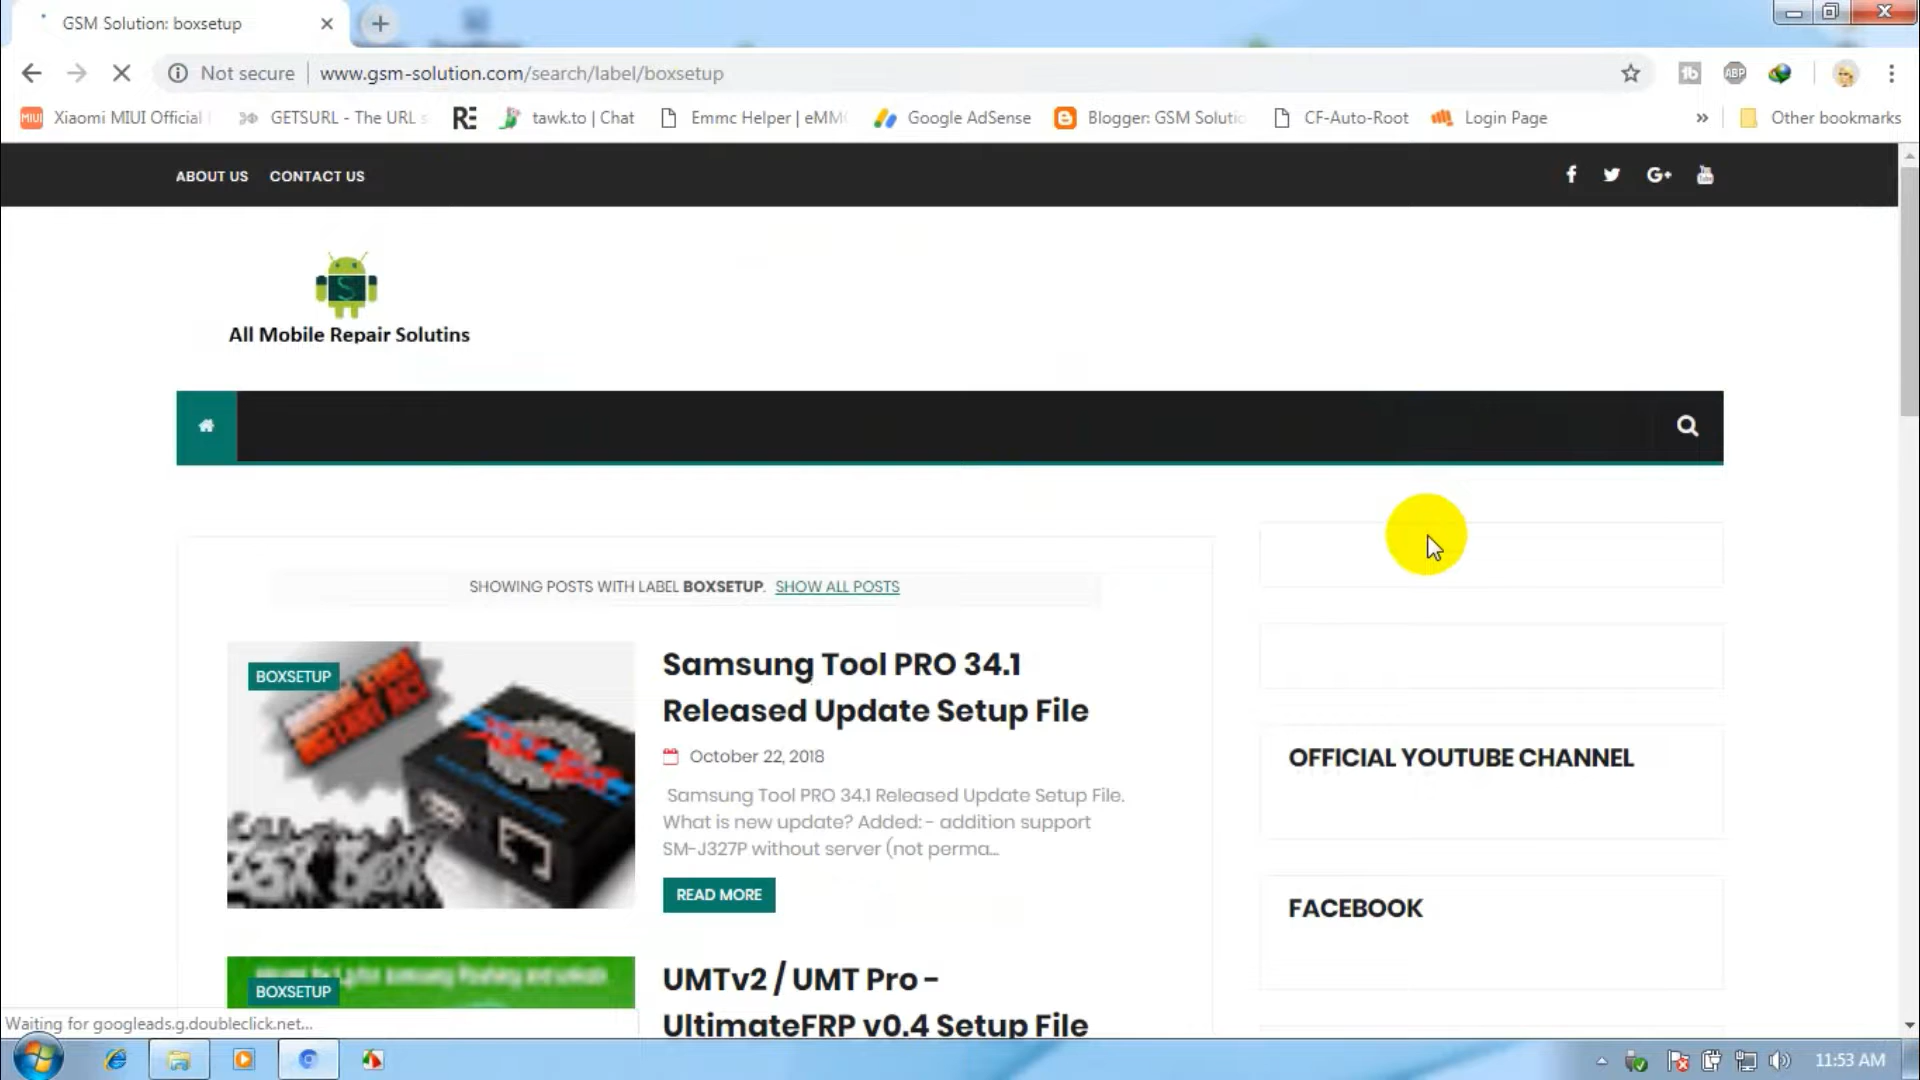 GSM Solution: boxsetup
Not secure
www.gsm-solution.com/search/label/boxsetup
ABP
MIUI
Xiaomi MIUI Official
GETSURL - The URL s
RE
tawk.to | Chat
Emmc Helper | eMM
Google AdSense
Blogger: GSM Solutio
CF-Auto-Root
Login Page
Other bookmarks
ABOUT US
CONTACT US
All Mobile Repair Solutins
SHOWING POSTS WITH LABEL BOXSETUP. SHOW ALL POSTS
BOXSETUP
Samsung Tool PRO 34.1
Released Update Setup File
October 22, 2018
Samsung Tool PRO 34.1 Released Update Setup File.
What is new update? Added: - addition support
SM-J327P without server (not perma...
READ MORE
BOXSETUP
UMTv2 / UMT Pro -
UltimateFRP v0.4 Setup File
OFFICIAL YOUTUBE CHANNEL
FACEBOOK
Waiting for googleads.g.doubleclick.net...
11:53 AM